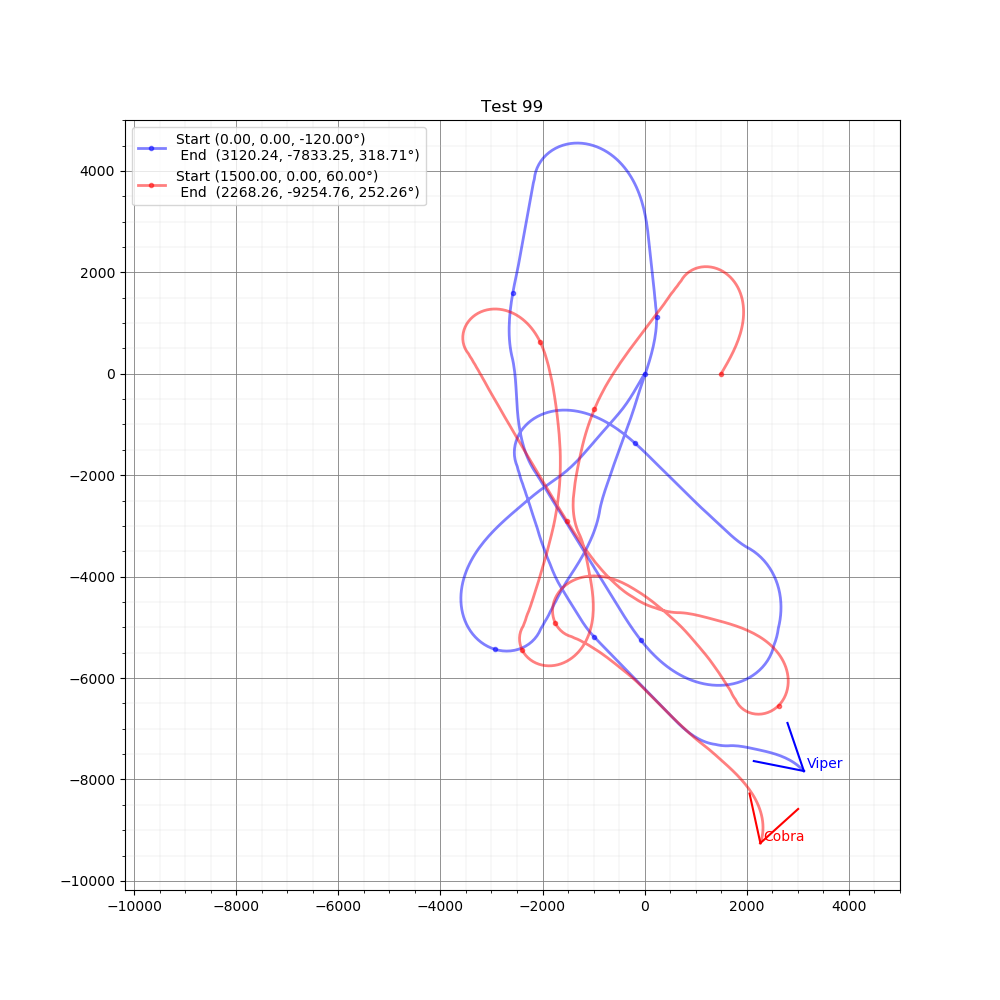 Test 99
Start (0.00, 0.00, -120.00°)
End (3120.24, -7833.25, 318.71°)
Start (1500.00, 0.00, 60.00°)
End (2268.26, -9254.76, 252.26°)
4000
2000
0
−2000
−4000
−6000
−8000
−10000
Viper
Cobra
−10000 −8000 −6000 −4000 −2000 0 2000 4000